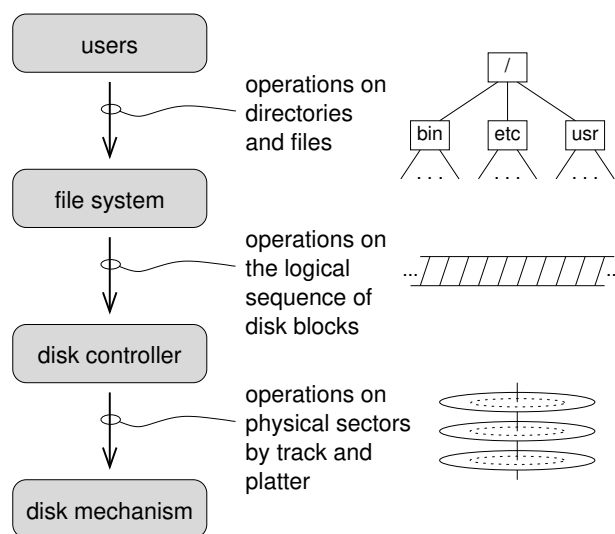 users
operations on
directories
and files
/
bin etc usr
. . . . . . . . .
file system
operations on
the logical
sequence of
disk blocks
... ...
disk controller
operations on
physical sectors
by track and
platter
disk mechanism